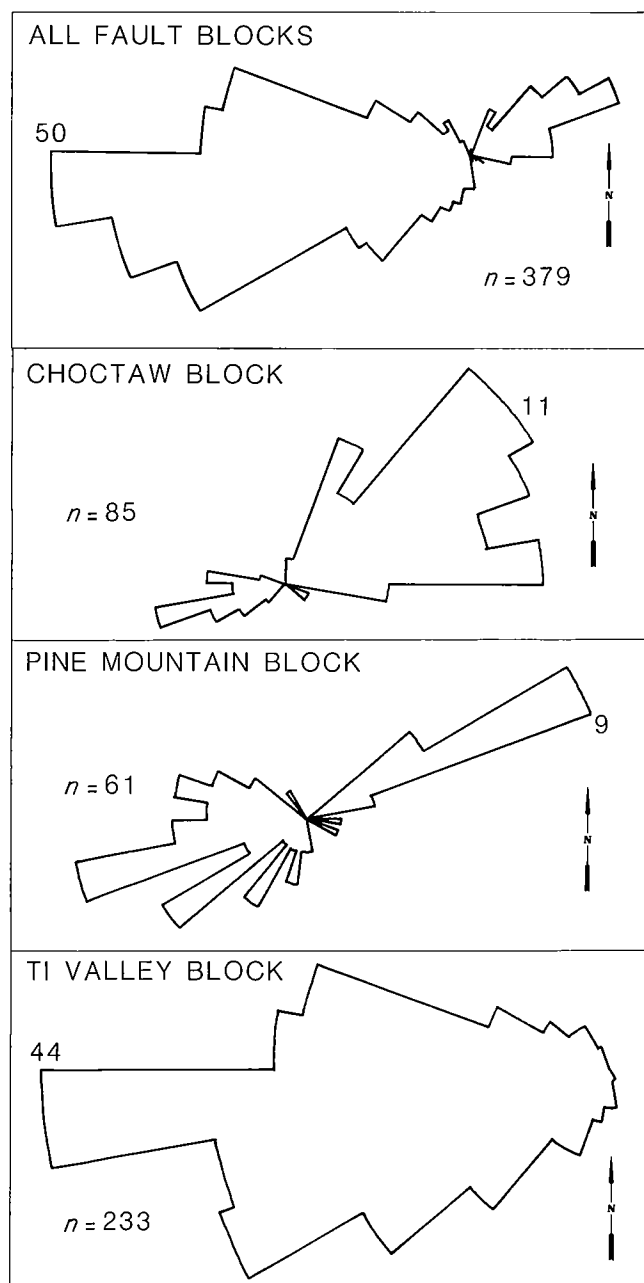 ALL FAULT BLOCKS
50
N
n = 379
CHOCTAW BLOCK
11
n = 85
N
PINE MOUNTAIN BLOCK
9
n = 61
N
TI VALLEY BLOCK
44
N
n = 233